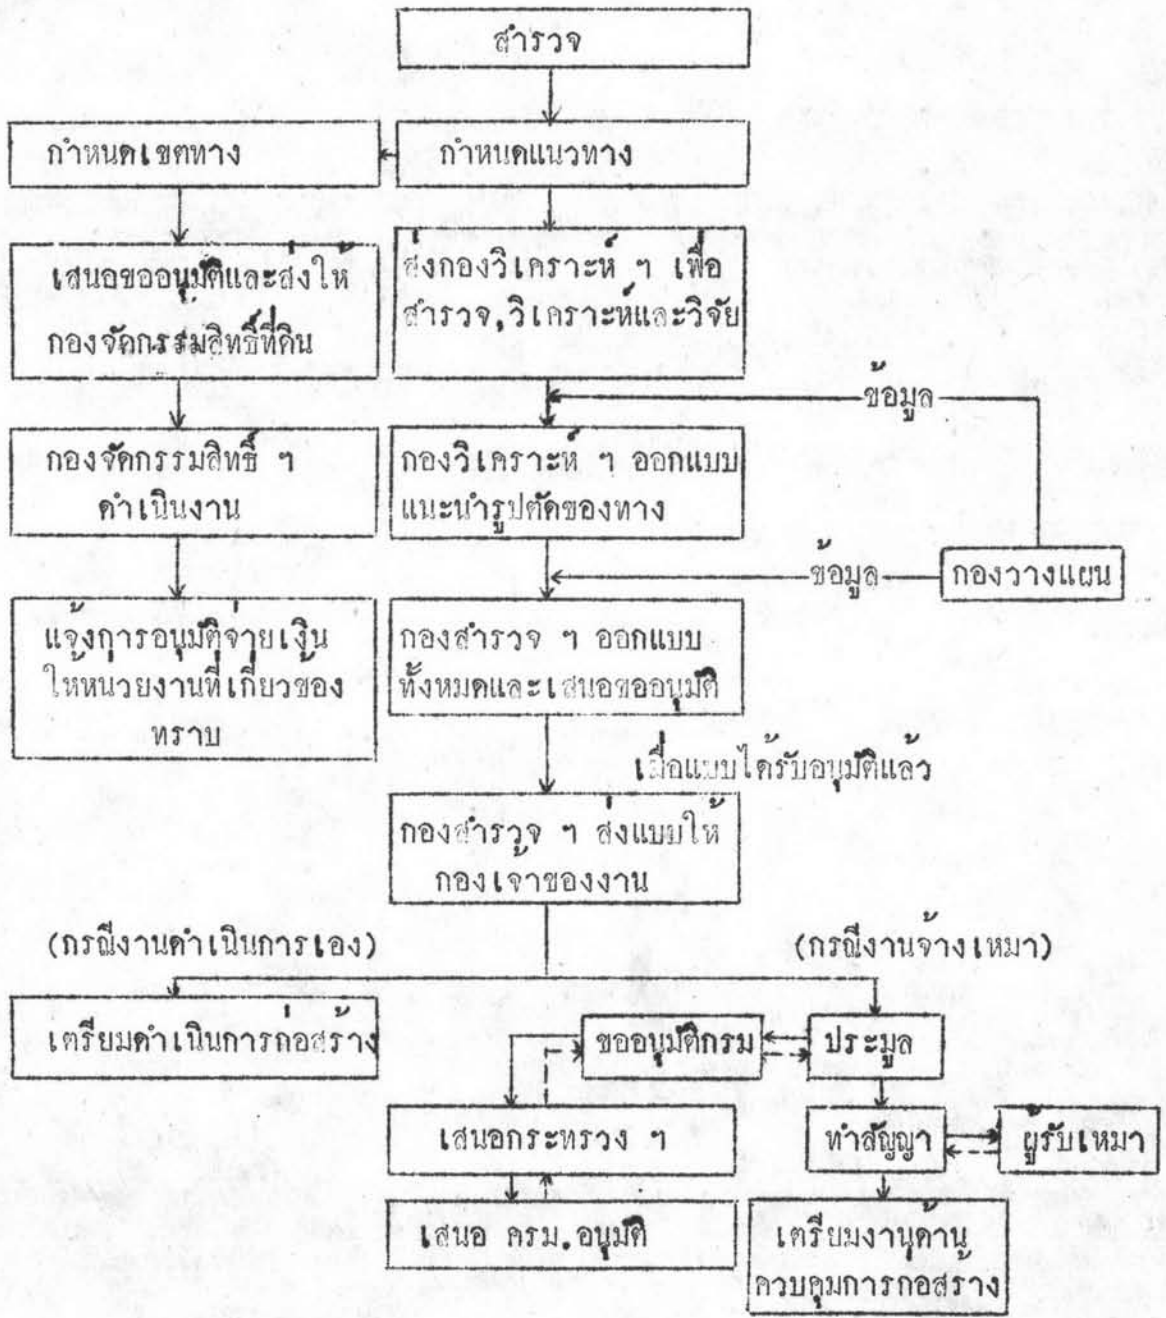 สำรวจ
กำหนดเขตทาง
กำหนดแนวทาง
เสนอขออนุมัติและส่งให้
กองจัดกรรมสิทธิ์ที่ดิน
ส่งกองวิเคราะห์ ๆ เพื่อ
สำรวจ,วิเคราะห์และวิจัย
ข้อมูล
กองจัดกรรมสิทธิ์ ๆ
ดำเนินงาน
กองวิเคราะห์ ๆ ออกแบบ
แนะนำรูปตัดของทาง
ข้อมูล
กองวางแผน
แจ้งการอนุมัติจ่ายเงิน
ให้หน่วยงานที่เกี่ยวข้อง
ทราบ
กองสำรวจ ๆ ออกแบบ
ทั้งหมดและเสนอขออนุมัติ
เมื่อแบบได้รับอนุมัติแล้ว
กองสำรวจ ๆ ส่งแบบให้
กองเจ้าของงาน
(กรณีงานดำเนินการเอง)
(กรณีงานจ้างเหมา)
เตรียมดำเนินการก่อสร้าง
ขออนุมัติกรม
ประมูล
เสนอกระทรวง ๆ
ทำสัญญา
ผู้รับเหมา
เสนอ ครม.อนุมัติ
เตรียมงานด้าน
ควบคุมการกอสราง